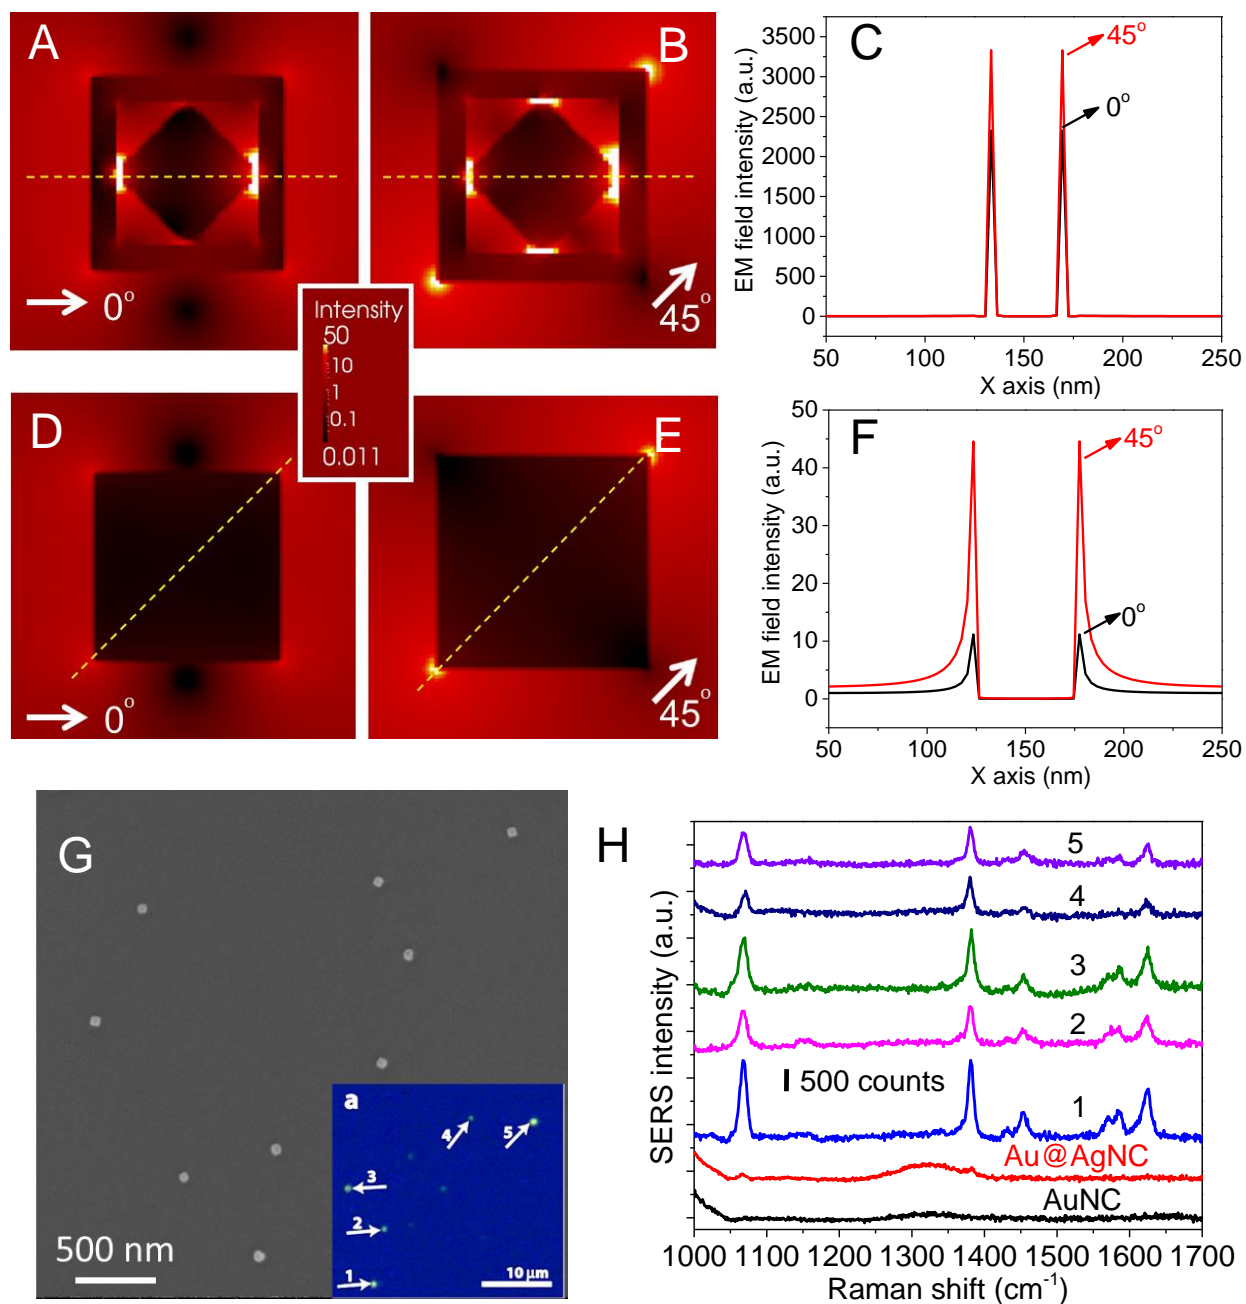 A
0°
B
45°
Intensity
50
10
1
0.1
0.011
C
EM field intensity (a.u.)
3500
3000
2500
2000
1500
1000
500
0
45°
0°
50 100 150 200 250
X axis (nm)
D
0°
E
45°
F
EM field intensity (a.u.)
50
40
30
20
10
0
45°
0°
50 100 150 200 250
X axis (nm)
G
500 nm
a
4
5
3
2
1
10 µm
H
SERS intensity (a.u.)
5
4
3
2
500 counts
1
Au@AgNC
AuNC
1000 1100 1200 1300 1400 1500 1600 1700
Raman shift (cm⁻¹)